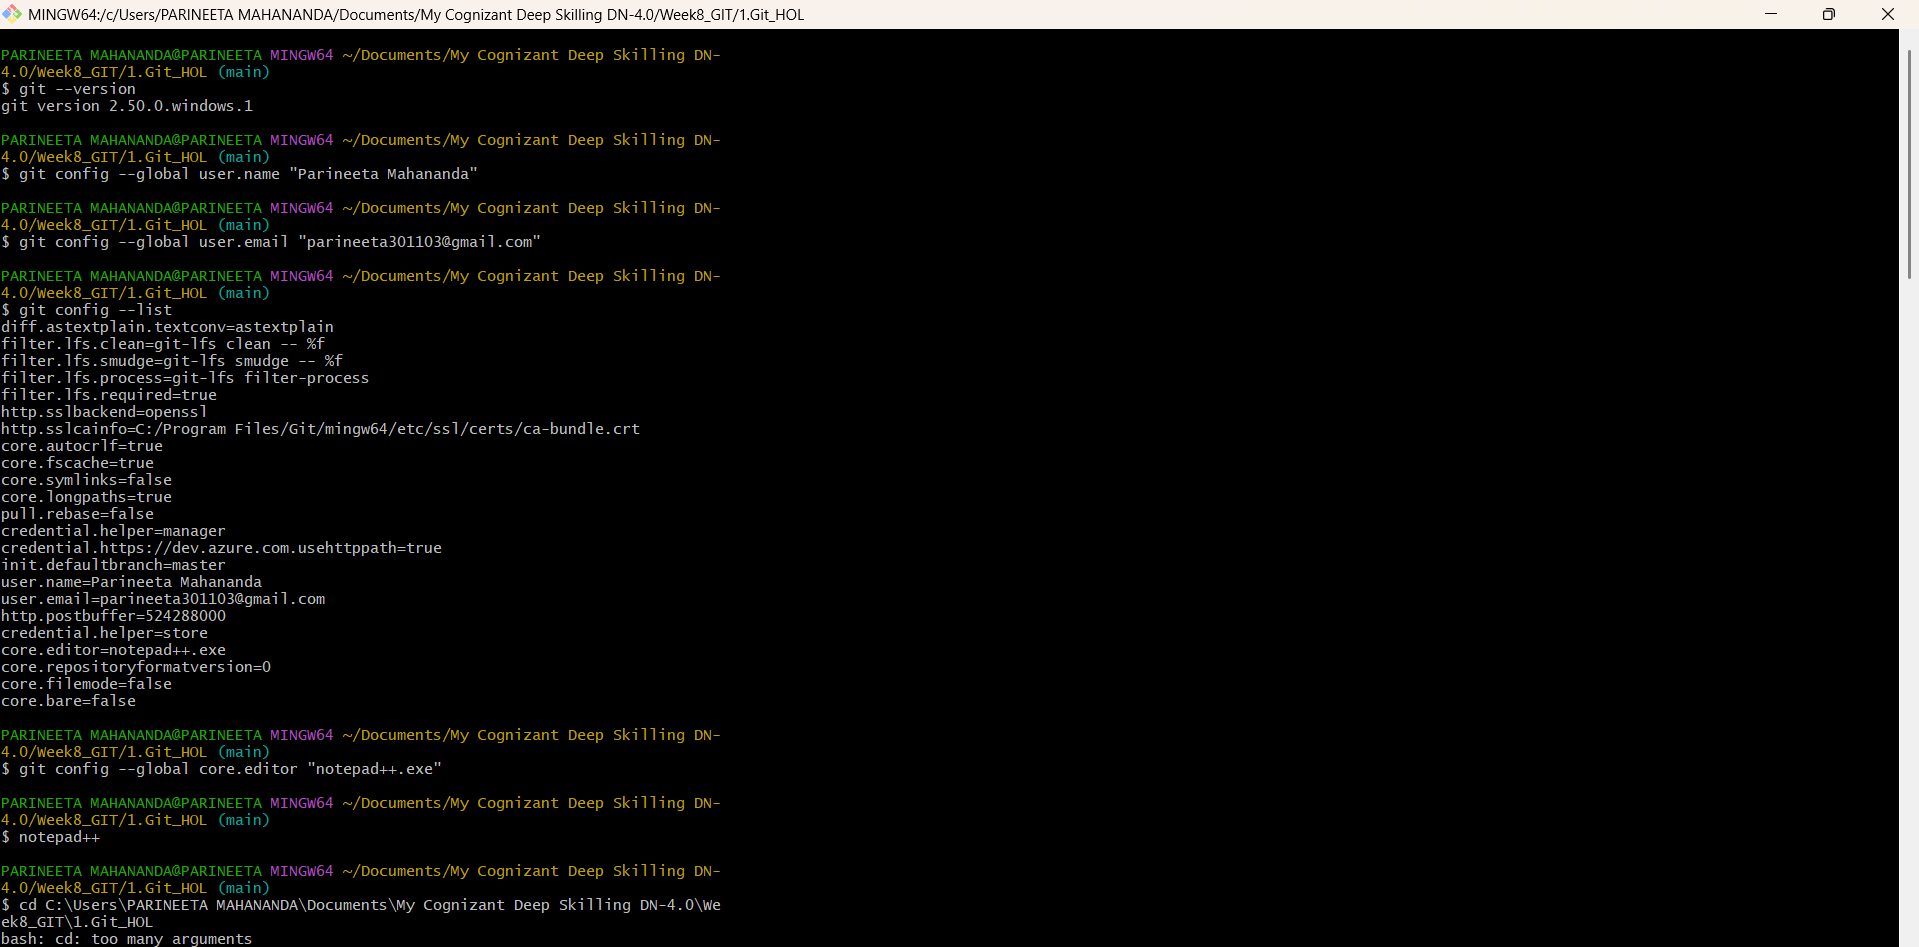 MINGW64:/c/Users/PARINEETA MAHANANDA/Documents/My Cognizant Deep Skilling DN-4.0/Week8_GIT/1.Git_HOL
PARINEETA MAHANANDA@PARINEETA MINGW64 ~/Documents/My Cognizant Deep Skilling DN-
4.0/Week8_GIT/1.Git_HOL (main)
$ git --version
git version 2.50.0.windows.1
PARINEETA MAHANANDA@PARINEETA MINGW64 ~/Documents/My Cognizant Deep Skilling DN-
4.0/Week8_GIT/1.Git_HOL (main)
$ git config --global user.name "Parineeta Mahananda"
PARINEETA MAHANANDA@PARINEETA MINGW64 ~/Documents/My Cognizant Deep Skilling DN-
4.0/Week8_GIT/1.Git_HOL (main)
$ git config --global user.email "parineeta301103@gmail.com"
PARINEETA MAHANANDA@PARINEETA MINGW64 ~/Documents/My Cognizant Deep Skilling DN-
4.0/Week8_GIT/1.Git_HOL (main)
$ git config --list
diff.astextplain.textconv=astextplain
filter.lfs.clean=git-lfs clean -- %f
filter.lfs.smudge=git-lfs smudge -- %f
filter.lfs.process=git-lfs filter-process
filter.lfs.required=true
http.sslbackend=openssl
http.sslcainfo=C:/Program Files/Git/mingw64/etc/ssl/certs/ca-bundle.crt
core.autocrlf=true
core.fscache=true
core.symlinks=false
core.longpaths=true
pull.rebase=false
credential.helper=manager
credential.https://dev.azure.com.usehttppath=true
init.defaultbranch=master
user.name=Parineeta Mahananda
user.email=parineeta301103@gmail.com
http.postbuffer=524288000
credential.helper=store
core.editor=notepad++.exe
core.repositoryformatversion=0
core.filemode=false
core.bare=false
PARINEETA MAHANANDA@PARINEETA MINGW64 ~/Documents/My Cognizant Deep Skilling DN-
4.0/Week8_GIT/1.Git_HOL (main)
$ git config --global core.editor "notepad++.exe"
PARINEETA MAHANANDA@PARINEETA MINGW64 ~/Documents/My Cognizant Deep Skilling DN-
4.0/Week8_GIT/1.Git_HOL (main)
$ notepad++
PARINEETA MAHANANDA@PARINEETA MINGW64 ~/Documents/My Cognizant Deep Skilling DN-
4.0/Week8_GIT/1.Git_HOL (main)
$ cd C:\Users\PARINEETA MAHANANDA\Documents\My Cognizant Deep Skilling DN-4.0\We
ek8_GIT\1.Git_HOL
bash: cd: too many arguments